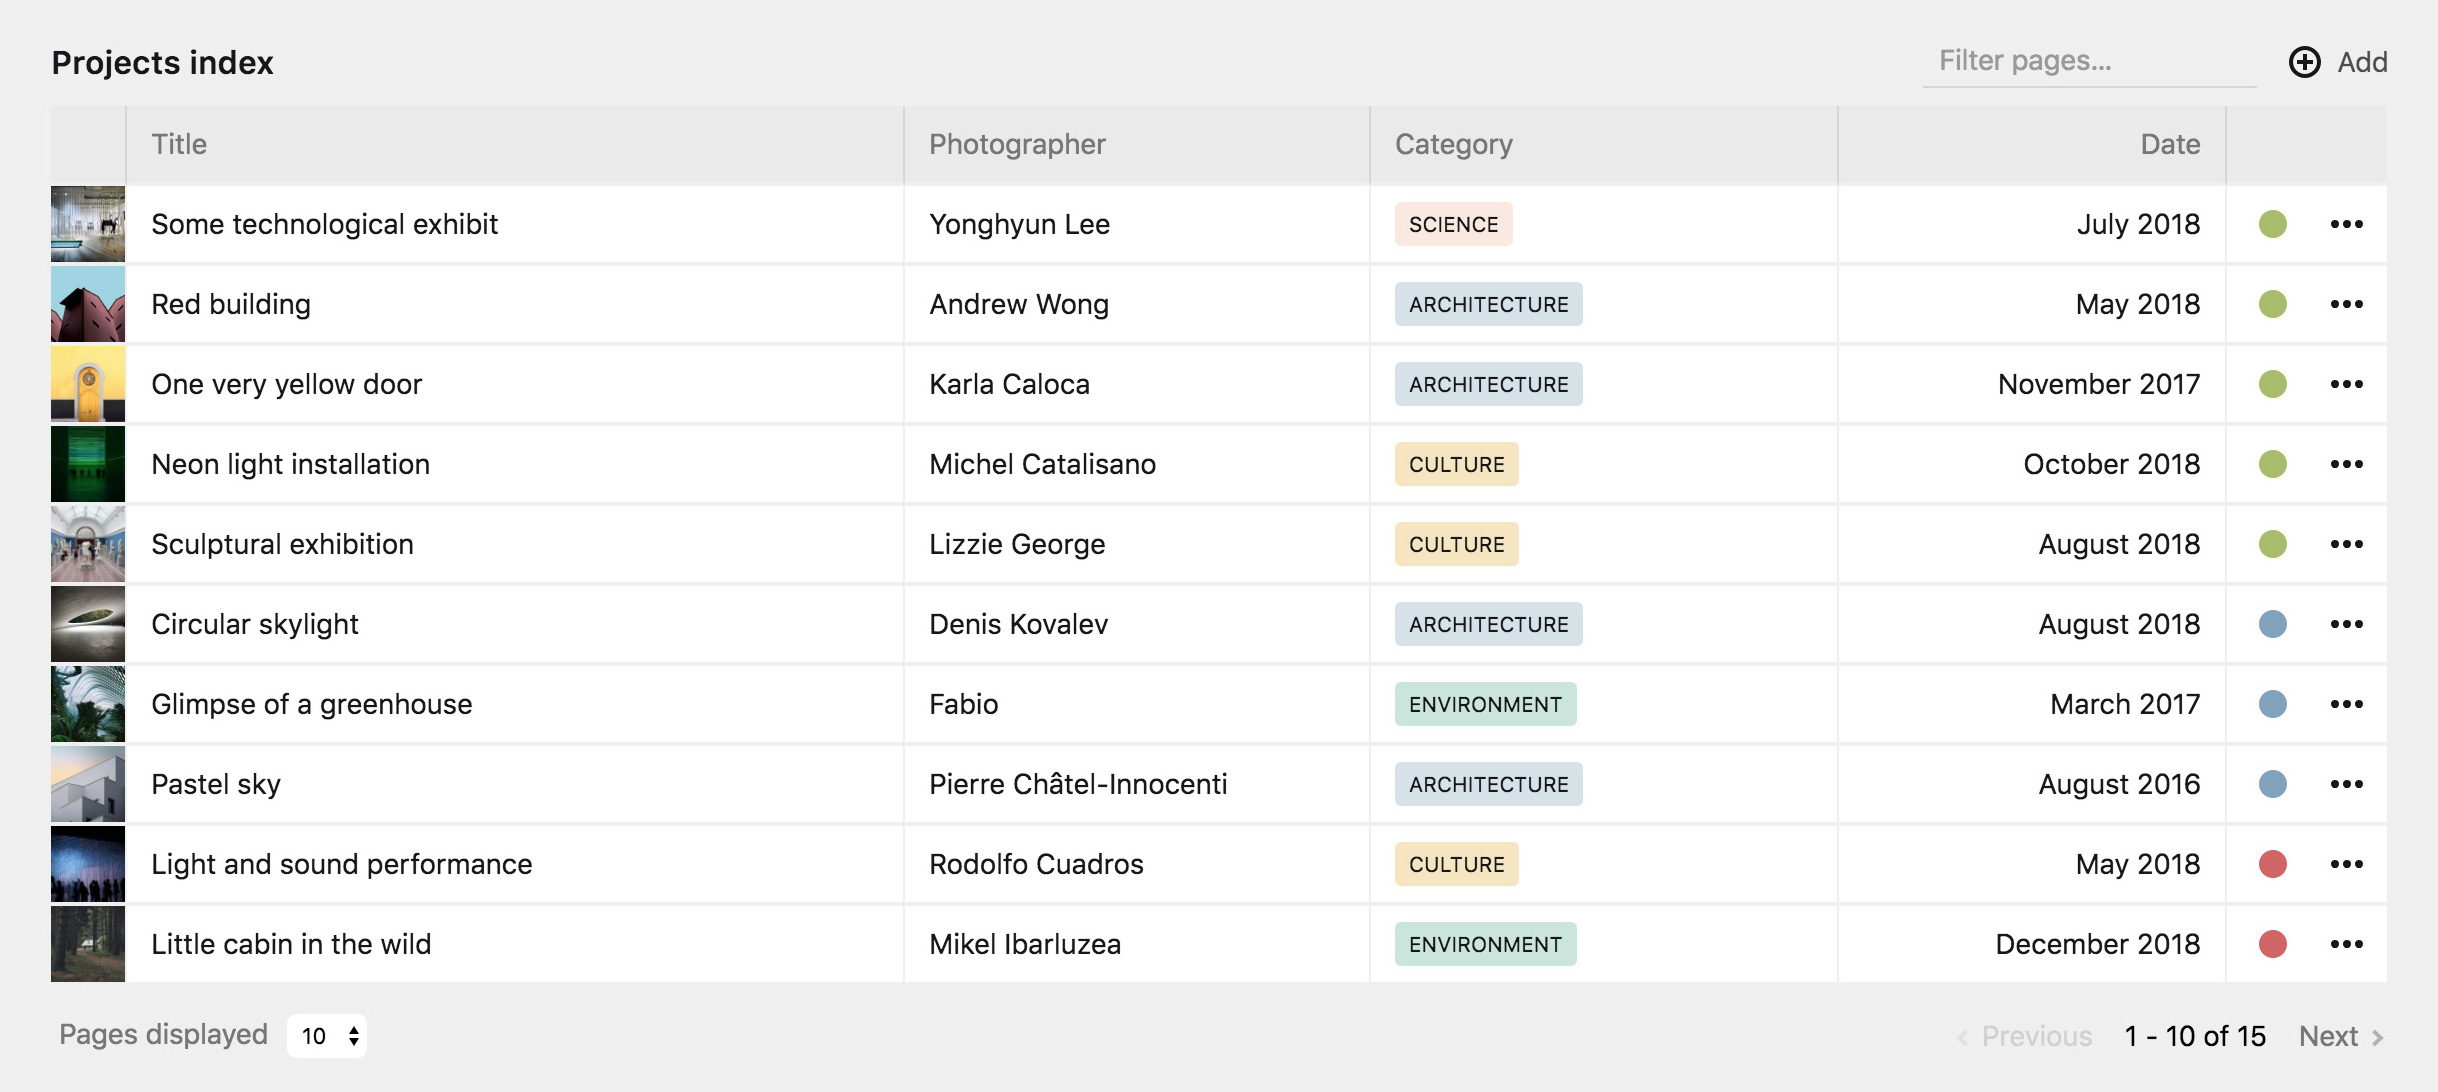 Projects index
Filter pages...
Add
Title Photographer Category Date
Some technological exhibit Yonghyun Lee SCIENCE July 2018
Red building Andrew Wong ARCHITECTURE May 2018
One very yellow door Karla Caloca ARCHITECTURE November 2017
Neon light installation Michel Catalisano CULTURE October 2018
Sculptural exhibition Lizzie George CULTURE August 2018
Circular skylight Denis Kovalev ARCHITECTURE August 2018
Glimpse of a greenhouse Fabio ENVIRONMENT March 2017
Pastel sky Pierre Châtel-Innocenti ARCHITECTURE August 2016
Light and sound performance Rodolfo Cuadros CULTURE May 2018
Little cabin in the wild Mikel Ibarluzea ENVIRONMENT December 2018
Pages displayed 10 Previous 1 - 10 of 15 Next